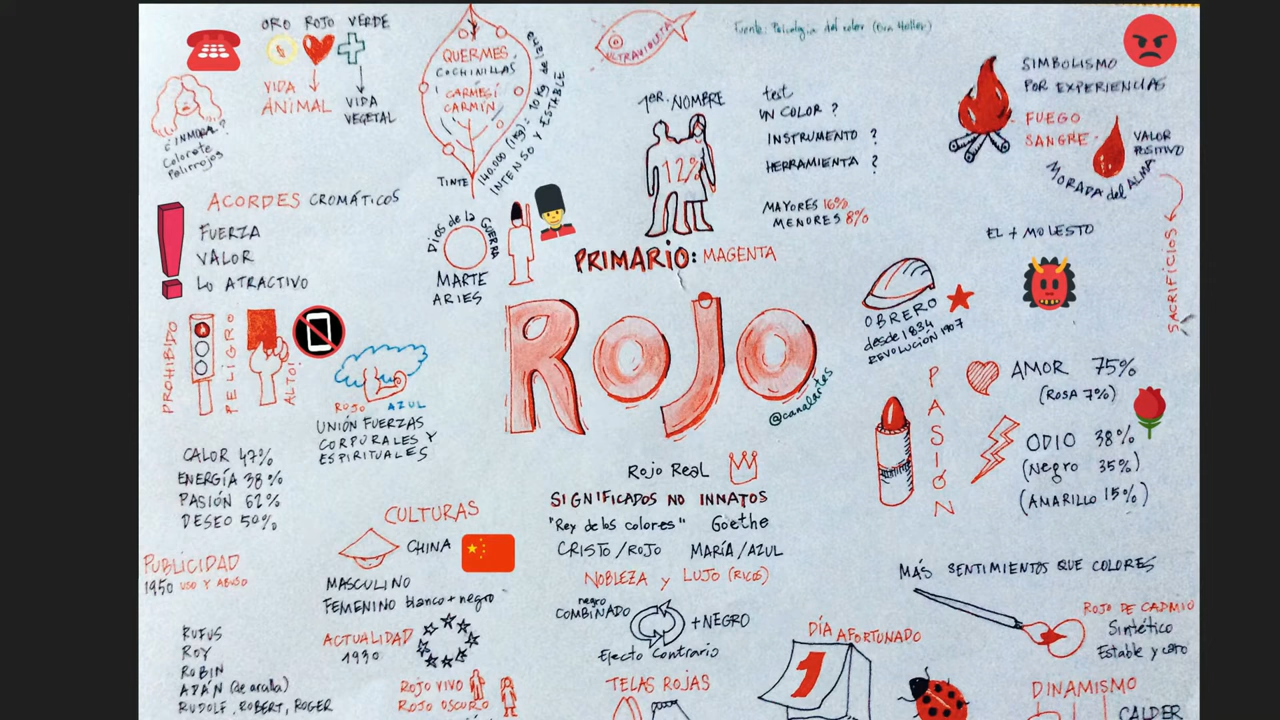 ORO ROJO VERDE
VIDA
ANIMAL
VIDA
VEGETAL
¿INMORAL?
Colorete
Pelirrojos
QUERMES
COCHINILLAS
CARMESÍ
CARMÍN
TINTE
140.000 (1Kg) = 10 Kg de lana
INTENSO Y ESTABLE
ULTRAVIOLETA
Fuente: Psicología del color (Eva Heller)
1er. NOMBRE
12%
test
UN COLOR ?
INSTRUMENTO ?
HERRAMIENTA ?
MAYORES 16%
MENORES 8%
SIMBOLISMO
POR EXPERIENCIAS
FUEGO
SANGRE
VALOR
POSITIVO
MORADA del ALMA
SACRIFICIOS
EL + MOLESTO
ACORDES CROMÁTICOS
FUERZA
VALOR
Lo ATRACTIVO
Dios de la GUERRA
MARTE
ARIES
PRIMARIO: MAGENTA
ROJO
@canalartes
OBRERO
desde 1834
REVOLUCIÓN 1907
PROHIBIDO
PELIGRO
ALTO!
ROJO AZUL
UNIÓN FUERZAS
CORPORALES Y
ESPIRITUALES
PASIÓN
AMOR 75%
(ROSA 7%)
ODIO 38%
(Negro 35%)
(AMARILLO 15%)
CALOR 47%
ENERGÍA 38%
PASIÓN 62%
DESEO 50%
Rojo Real
SIGNIFICADOS NO INNATOS
"Rey de los colores" Goethe
CRISTO/ROJO MARÍA/AZUL
NOBLEZA y LUJO (RICOS)
CULTURAS
CHINA
MASCULINO
FEMENINO blanco + negro
PUBLICIDAD
1950 USO Y ABUSO
negro
COMBINADO
+NEGRO
Efecto Contrario
MÁS SENTIMIENTOS QUE COLORES
ROJO DE CADMIO
Sintético
Estable y caro
RUFUS
ROY
ROBIN
ADÁN (de arcilla)
RUDOLF, ROBERT, ROGER
ACTUALIDAD
1930
ROJO VIVO
ROJO OSCURO
TELAS ROJAS
DÍA AFORTUNADO
1
DINAMISMO
CALDER